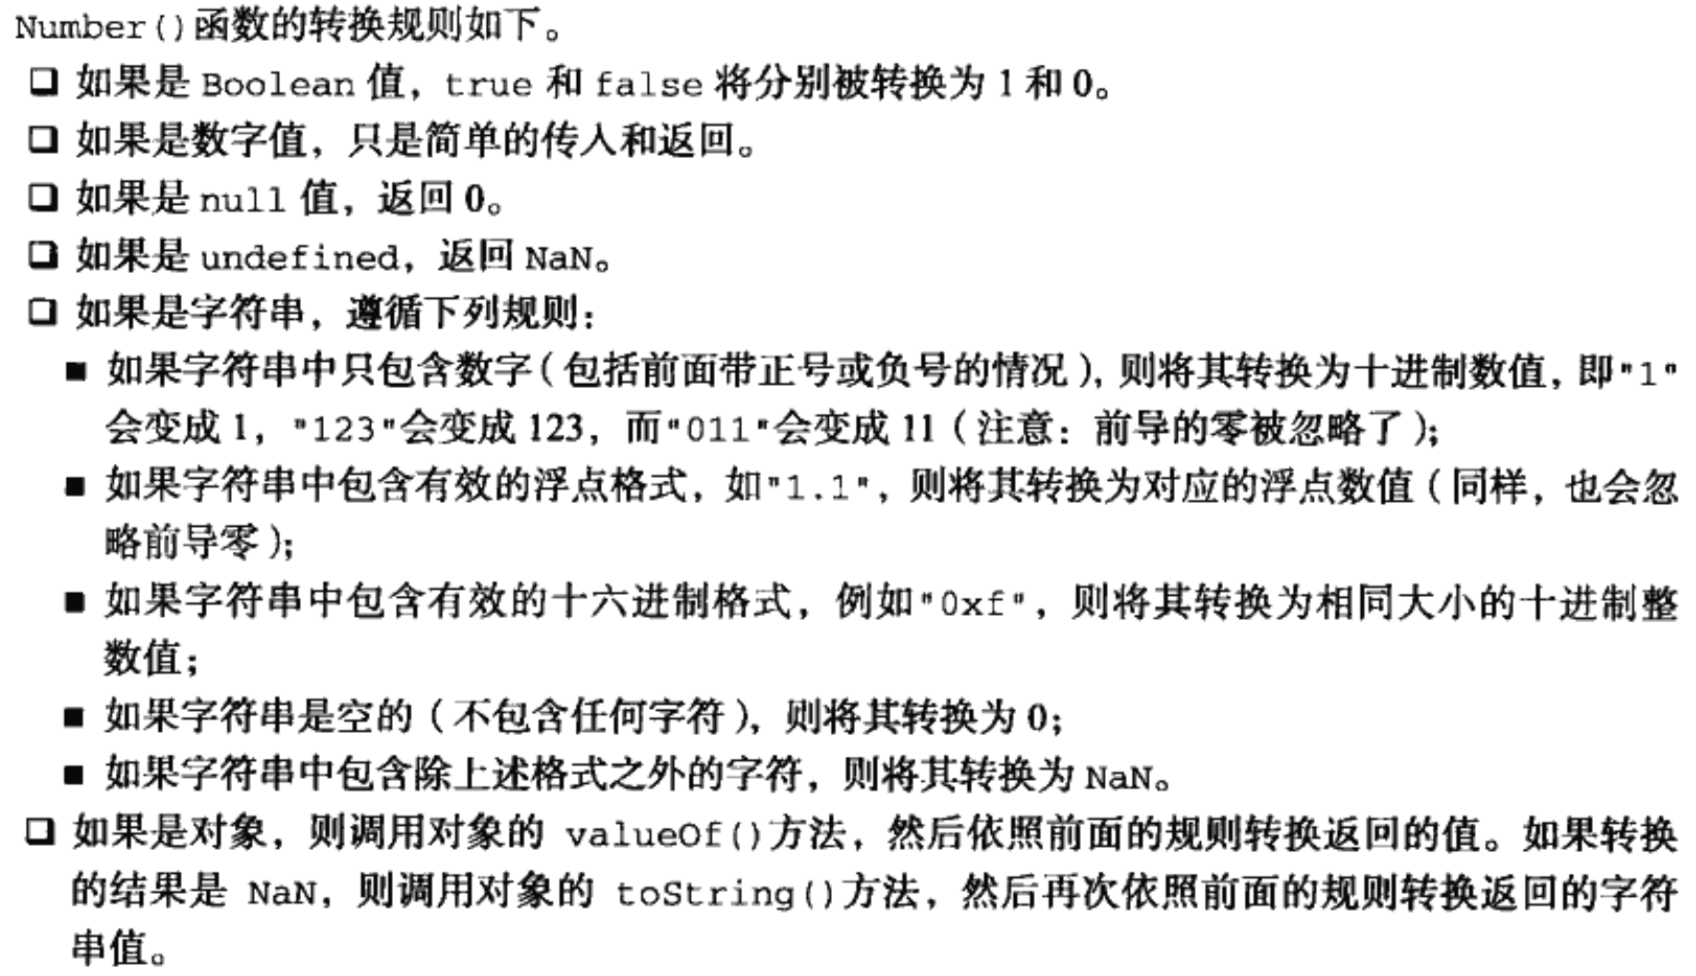 Number()函数的转换规则如下。
❑ 如果是 Boolean 值，true 和 false 将分别被转换为 1 和 0。
❑ 如果是数字值，只是简单的传入和返回。
❑ 如果是 null 值，返回 0。
❑ 如果是 undefined，返回 NaN。
❑ 如果是字符串，遵循下列规则：
■ 如果字符串中只包含数字（包括前面带正号或负号的情况），则将其转换为十进制数值，即"1"
会变成 1，"123"会变成 123，而"011"会变成 11（注意：前导的零被忽略了）；
■ 如果字符串中包含有效的浮点格式，如"1.1"，则将其转换为对应的浮点数值（同样，也会忽
略前导零）；
■ 如果字符串中包含有效的十六进制格式，例如"0xf"，则将其转换为相同大小的十进制整
数值；
■ 如果字符串是空的（不包含任何字符），则将其转换为 0；
■ 如果字符串中包含除上述格式之外的字符，则将其转换为 NaN。
❑ 如果是对象，则调用对象的 valueOf()方法，然后依照前面的规则转换返回的值。如果转换
的结果是 NaN，则调用对象的 toString()方法，然后再次依照前面的规则转换返回的字符
串值。